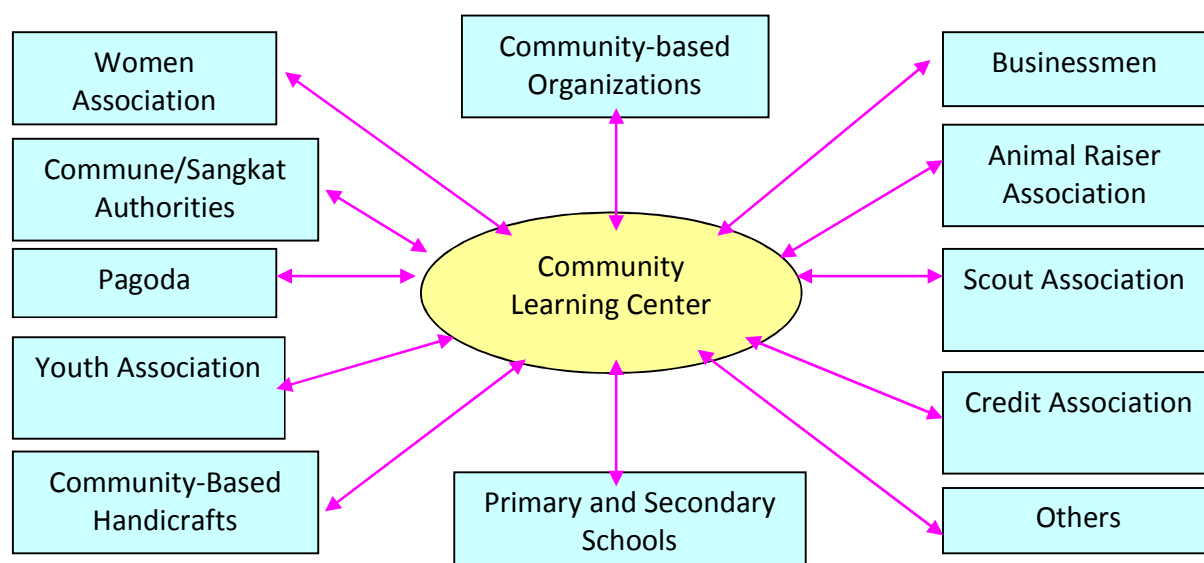 Women
Association
Community-based
Organizations
Businessmen
Commune/Sangkat
Authorities
Animal Raiser
Association
Pagoda
Community
Learning Center
Scout Association
Youth Association
Credit Association
Community-Based
Handicrafts
Primary and Secondary
Schools
Others